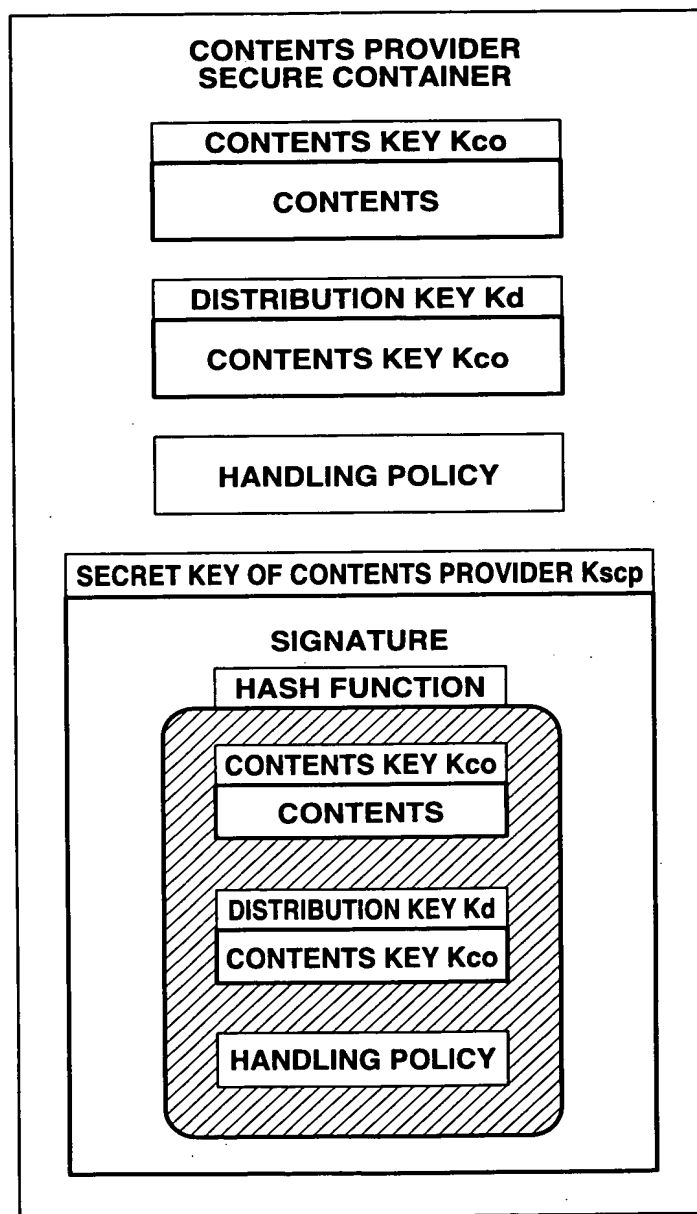 CONTENTS PROVIDER
SECURE CONTAINER
CONTENTS KEY Kco
CONTENTS
DISTRIBUTION KEY Kd
CONTENTS KEY Kco
HANDLING POLICY
SECRET KEY OF CONTENTS PROVIDER Kscp
SIGNATURE
HASH FUNCTION
CONTENTS KEY Kco
CONTENTS
DISTRIBUTION KEY Kd
CONTENTS KEY Kco
HANDLING POLICY